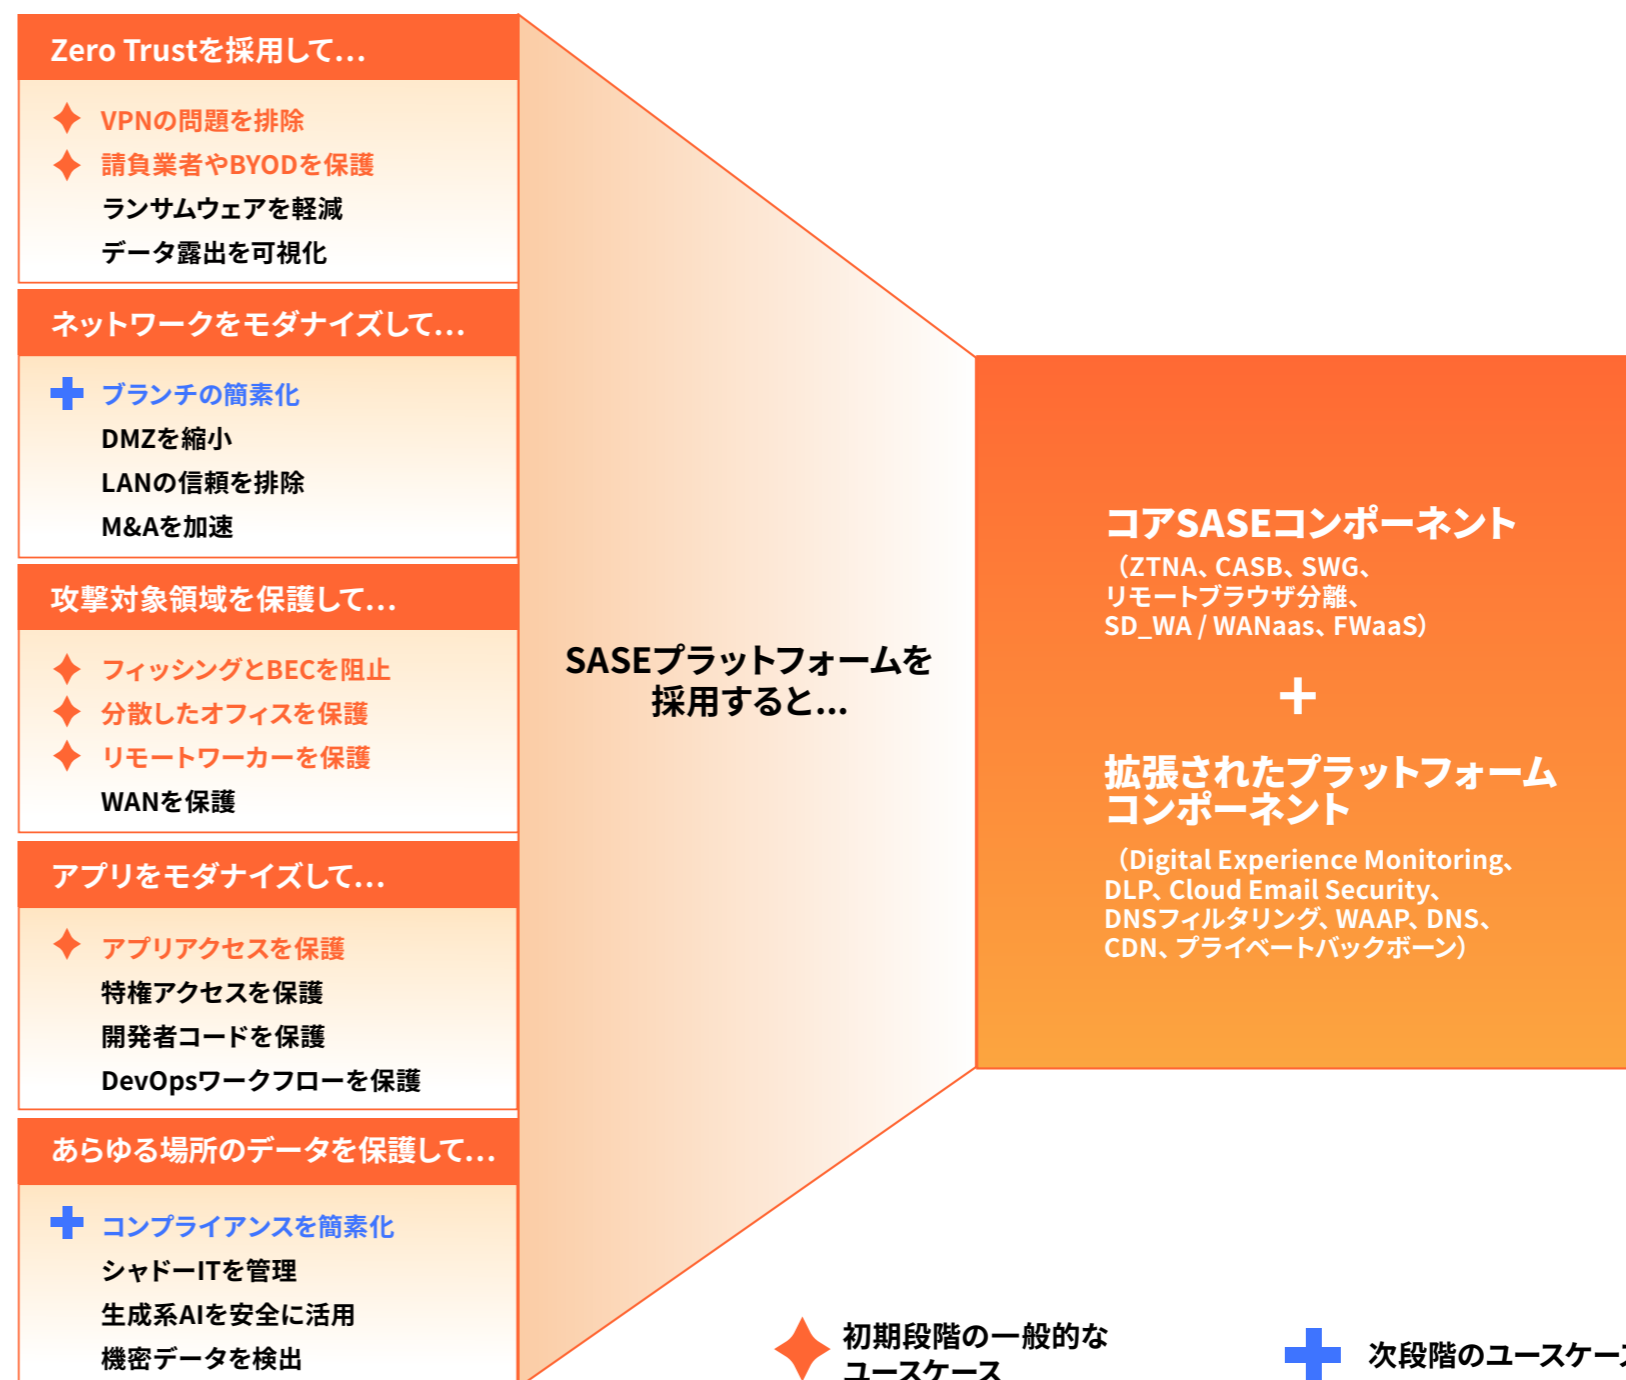 Zero Trustを採用して...
VPNの問題を排除
請負業者やBYODを保護
ランサムウェアを軽減
データ露出を可視化
ネットワークをモダナイズして...
ブランチの簡素化
DMZを縮小
LANの信頼を排除
M&Aを加速
攻撃対象領域を保護して...
フィッシングとBECを阻止
分散したオフィスを保護
リモートワーカーを保護
WANを保護
アプリをモダナイズして...
アプリアクセスを保護
特権アクセスを保護
開発者コードを保護
DevOpsワークフローを保護
あらゆる場所のデータを保護して...
コンプライアンスを簡素化
シャドーITを管理
生成系AIを安全に活用
機密データを検出
SASEプラットフォームを
採用すると...
コアSASEコンポーネント
（ZTNA、CASB、SWG、
リモートブラウザ分離、
SD_WA / WANaas、FWaaS）
+
拡張されたプラットフォーム
コンポーネント
（Digital Experience Monitoring、
DLP、Cloud Email Security、
DNSフィルタリング、WAAP、DNS、
CDN、プライベートバックボーン）
初期段階の一般的な
ユースケース
次段階のユースケース